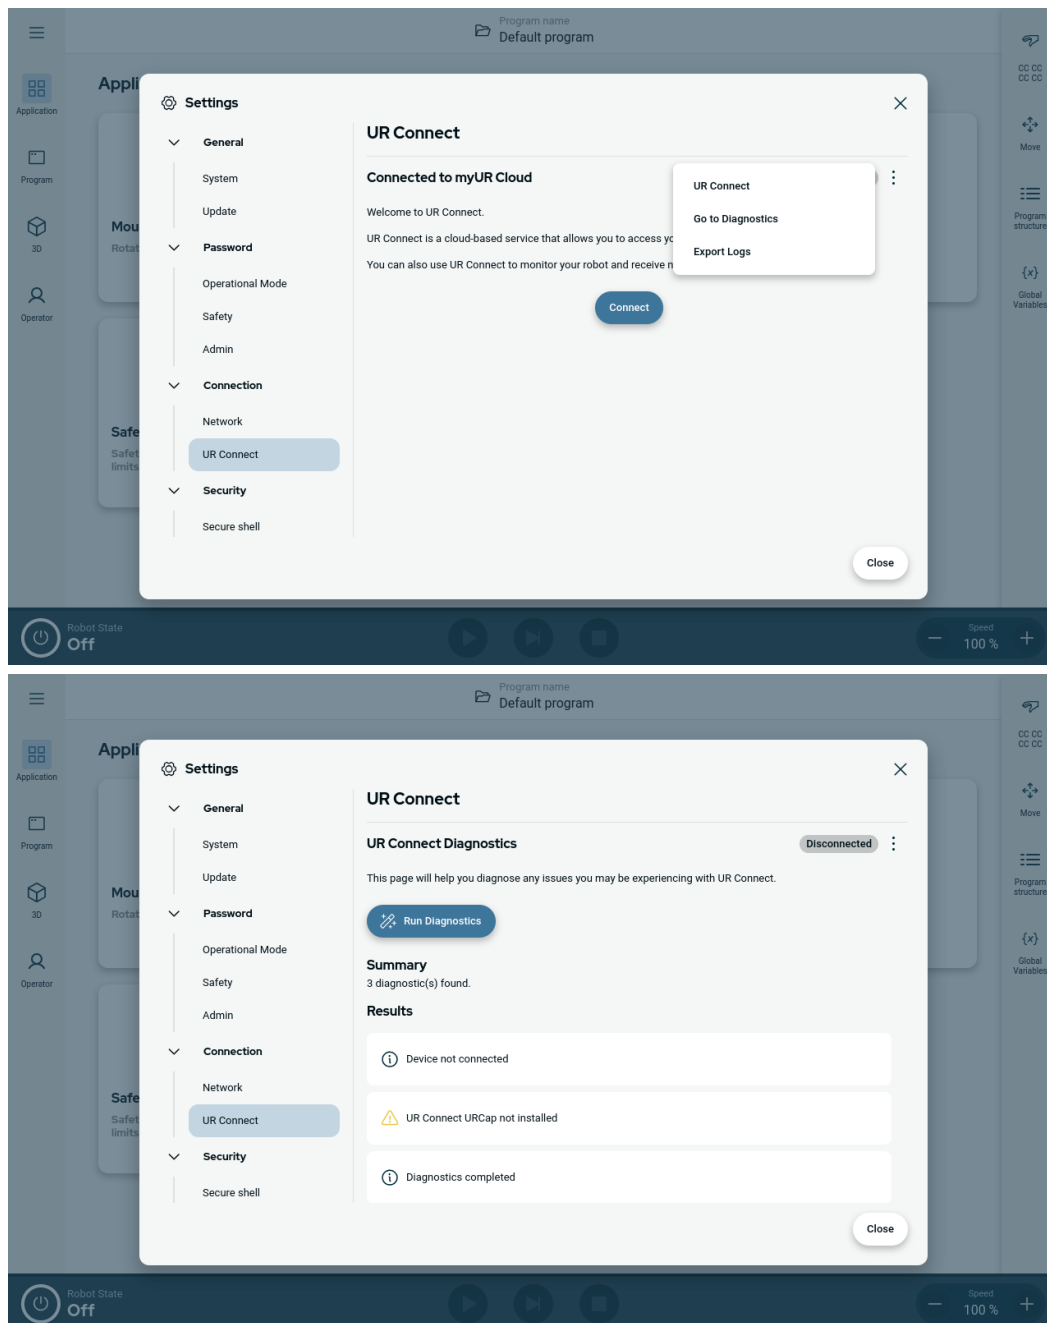 Program name
Default program
Application
Program
3D
Operator
Appli
Mou
Rotat
Safe
Safet
limits
Settings
General
System
Update
Password
Operational Mode
Safety
Admin
Connection
Network
UR Connect
Security
Secure shell
UR Connect
Connected to myUR Cloud
Welcome to UR Connect.
UR Connect is a cloud-based service that allows you to access yo
You can also use UR Connect to monitor your robot and receive n
Connect
UR Connect
Go to Diagnostics
Export Logs
Close
CC CC
CC CC
Move
Program
structure
{x}
Global
Variables
Robot State
Off
Speed
100 %
Program name
Default program
Application
Program
3D
Operator
Appli
Mou
Rotat
Safe
Safet
limits
Settings
General
System
Update
Password
Operational Mode
Safety
Admin
Connection
Network
UR Connect
Security
Secure shell
UR Connect
UR Connect Diagnostics
Disconnected
This page will help you diagnose any issues you may be experiencing with UR Connect.
Run Diagnostics
Summary
3 diagnostic(s) found.
Results
Device not connected
UR Connect URCap not installed
Diagnostics completed
Close
CC CC
CC CC
Move
Program
structure
{x}
Global
Variables
Robot State
Off
Speed
100 %